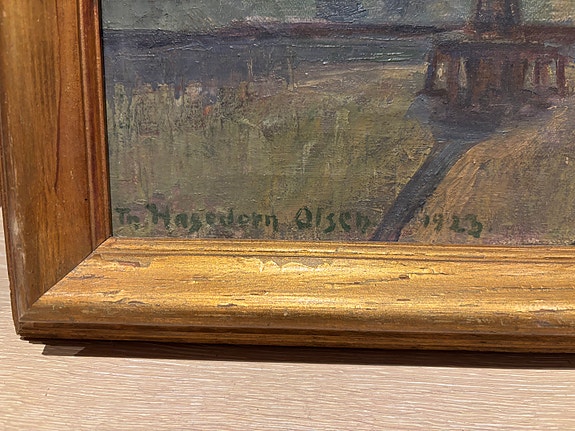 Th. Hagedorn Olsen 1923.